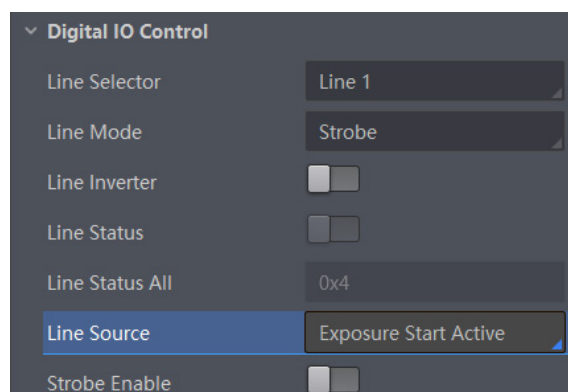 Digital IO Control
Line Selector Line 1
Line Mode Strobe
Line Inverter
Line Status
Line Status All 0x4
Line Source Exposure Start Active
Strobe Enable